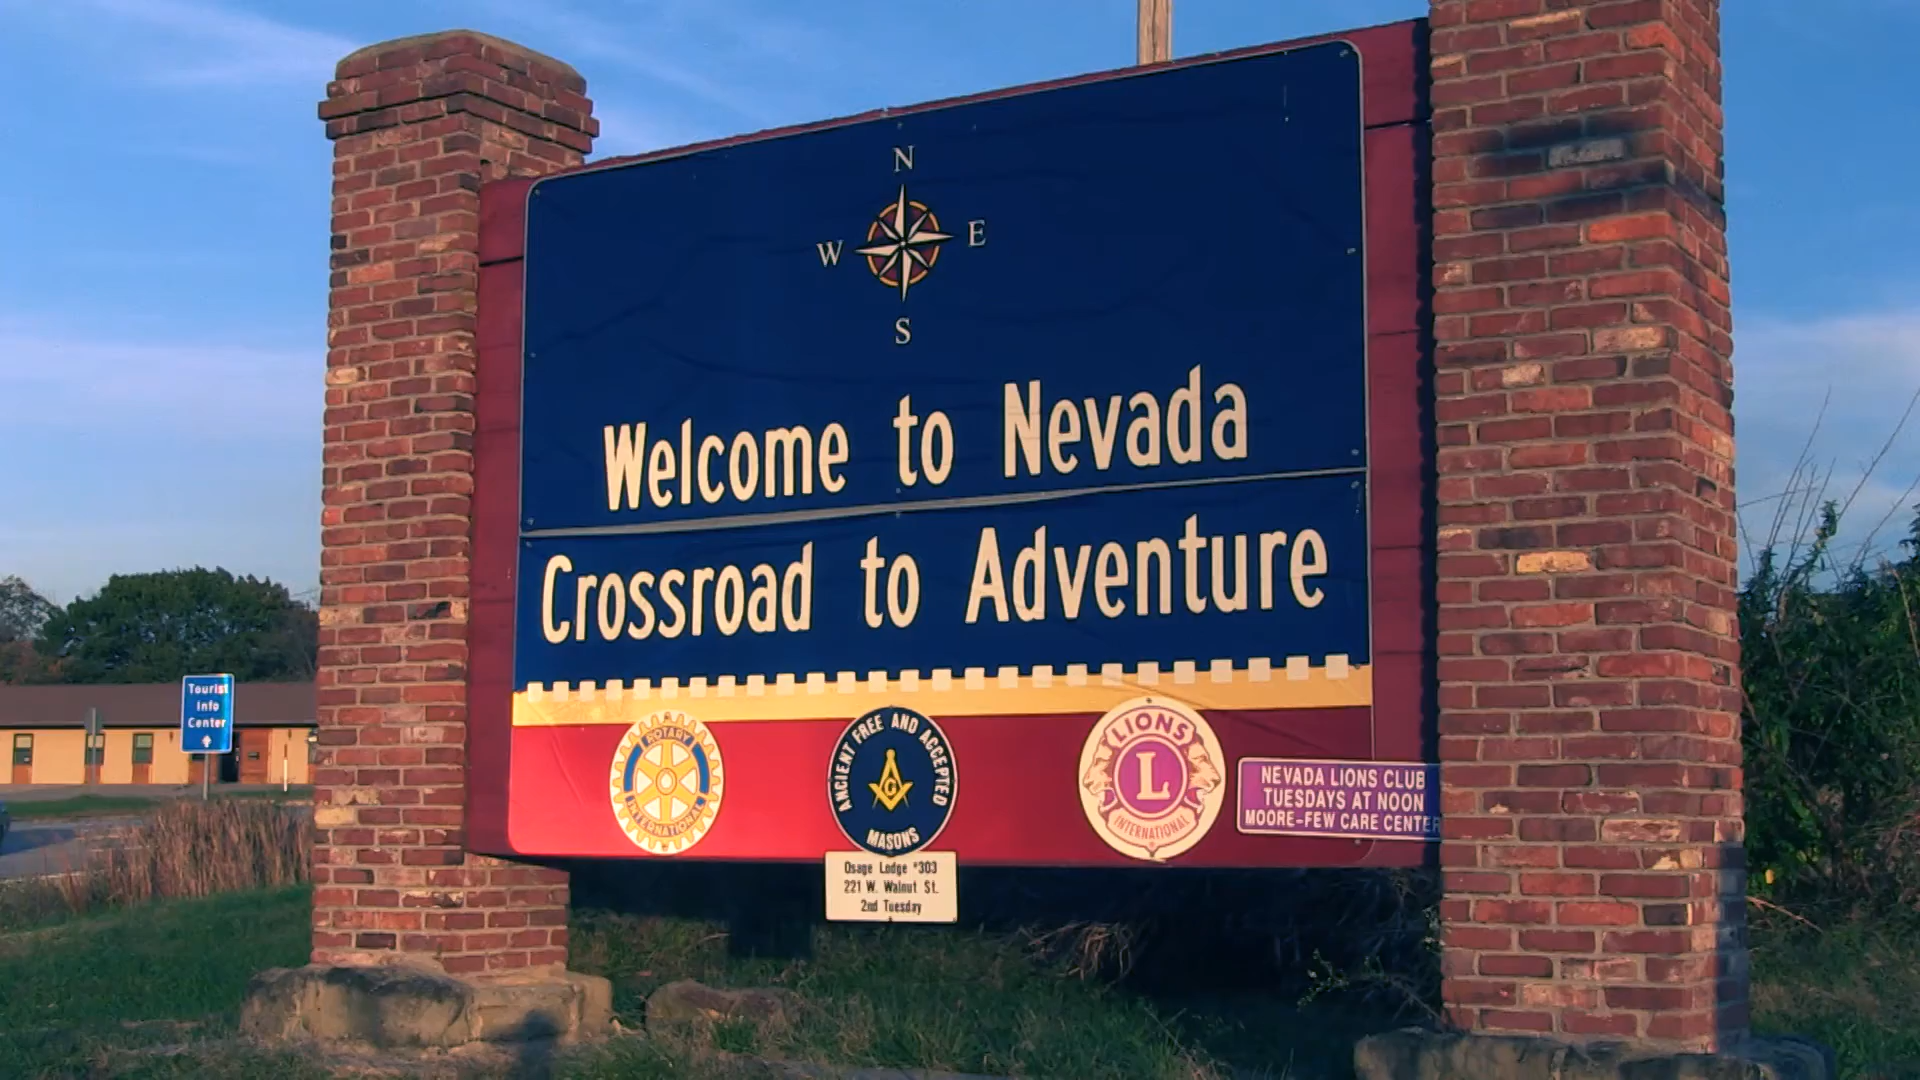 N
W E
S
Welcome to Nevada
Crossroad to Adventure
Tourist
Info
Center
ROTARY
INTERNATIONAL
ANCIENT FREE AND ACCEPTED
G
MASONS
Osage Lodge #303
221 W. Walnut St.
2nd Tuesday
LIONS
L
INTERNATIONAL
NEVADA LIONS CLUB
TUESDAYS AT NOON
MOORE-FEW CARE CENTER